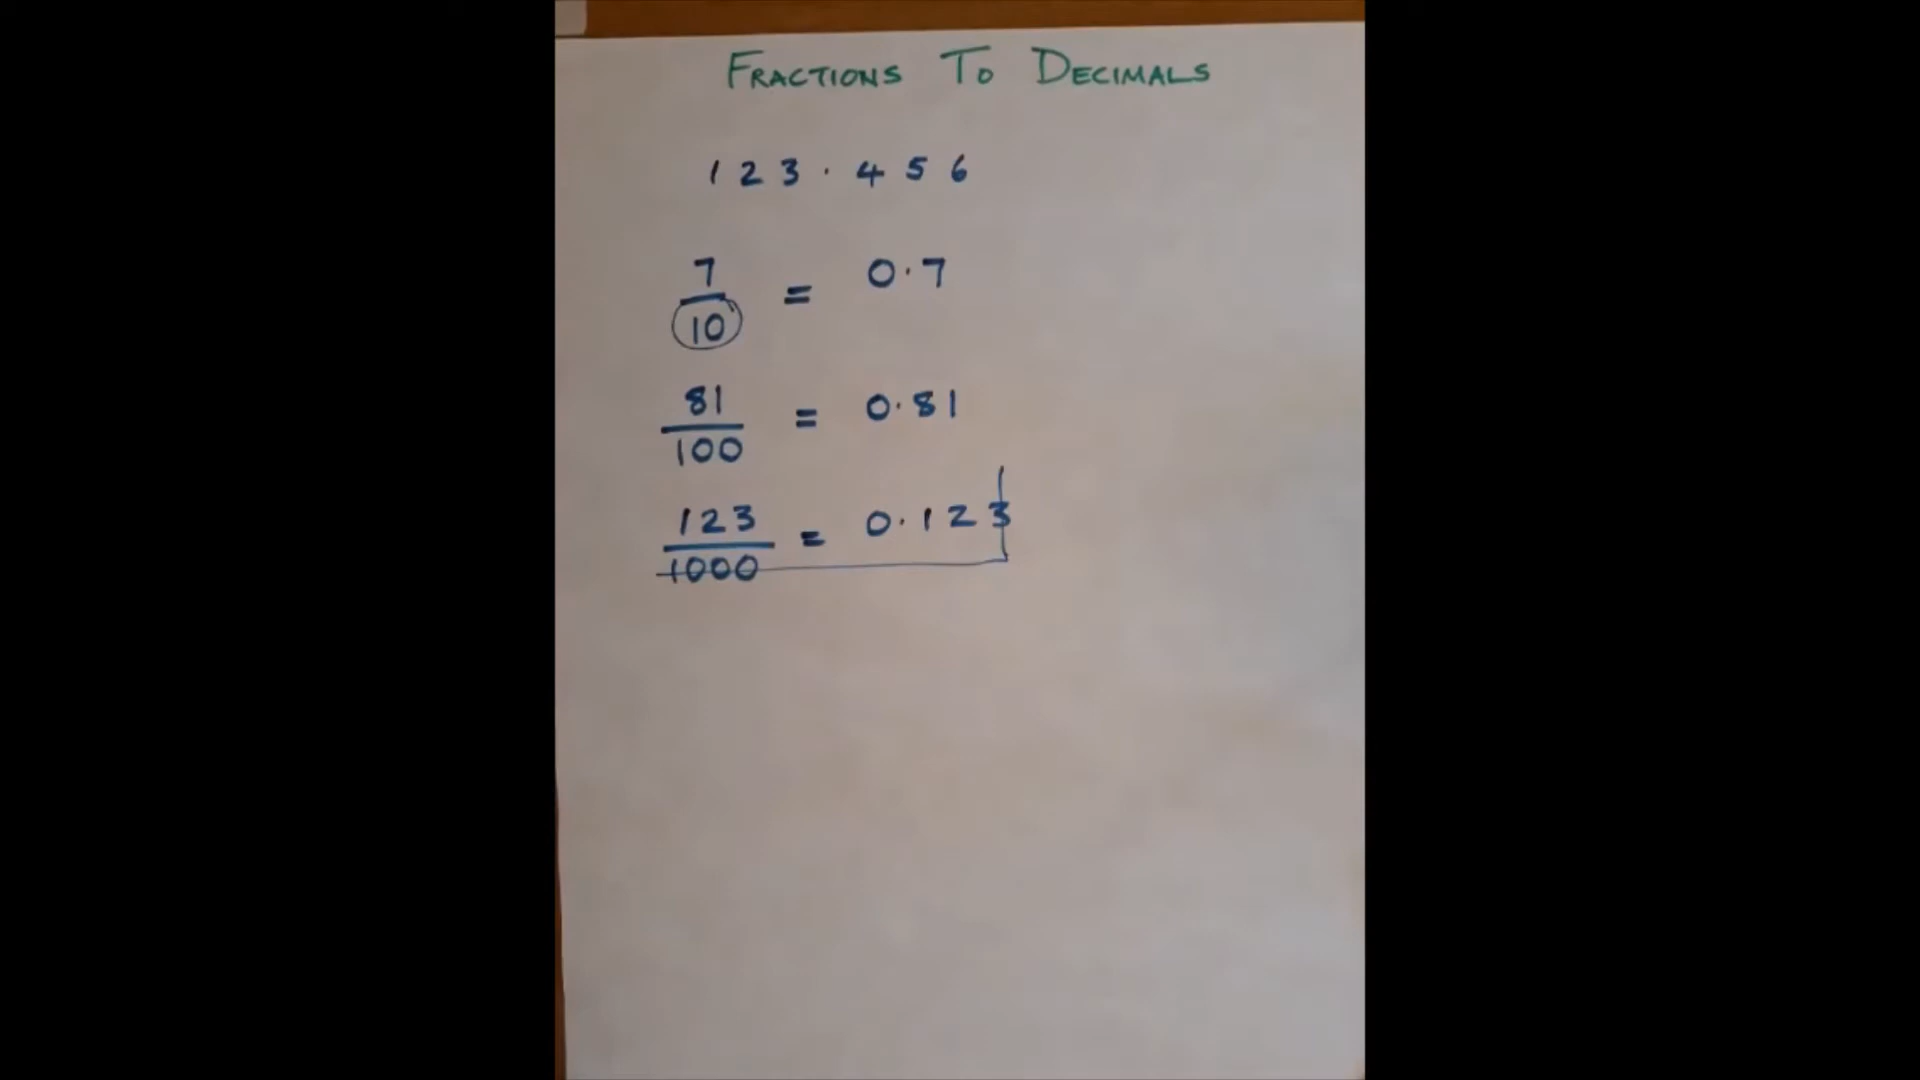 FRACTIONS TO DECIMALS
123.456
7/10 = 0.7
81/100 = 0.81
123/1000 = 0.123